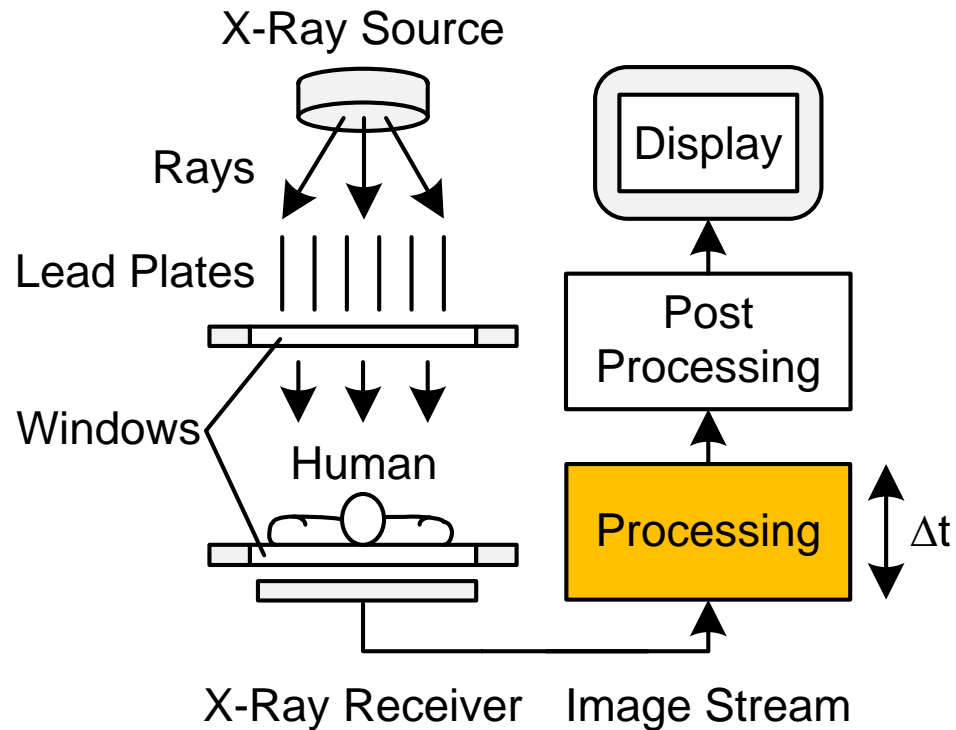 X-Ray Source
Rays
Lead Plates
Windows
Human
X-Ray Receiver
Display
Post
Processing
Processing
Δt
Image Stream